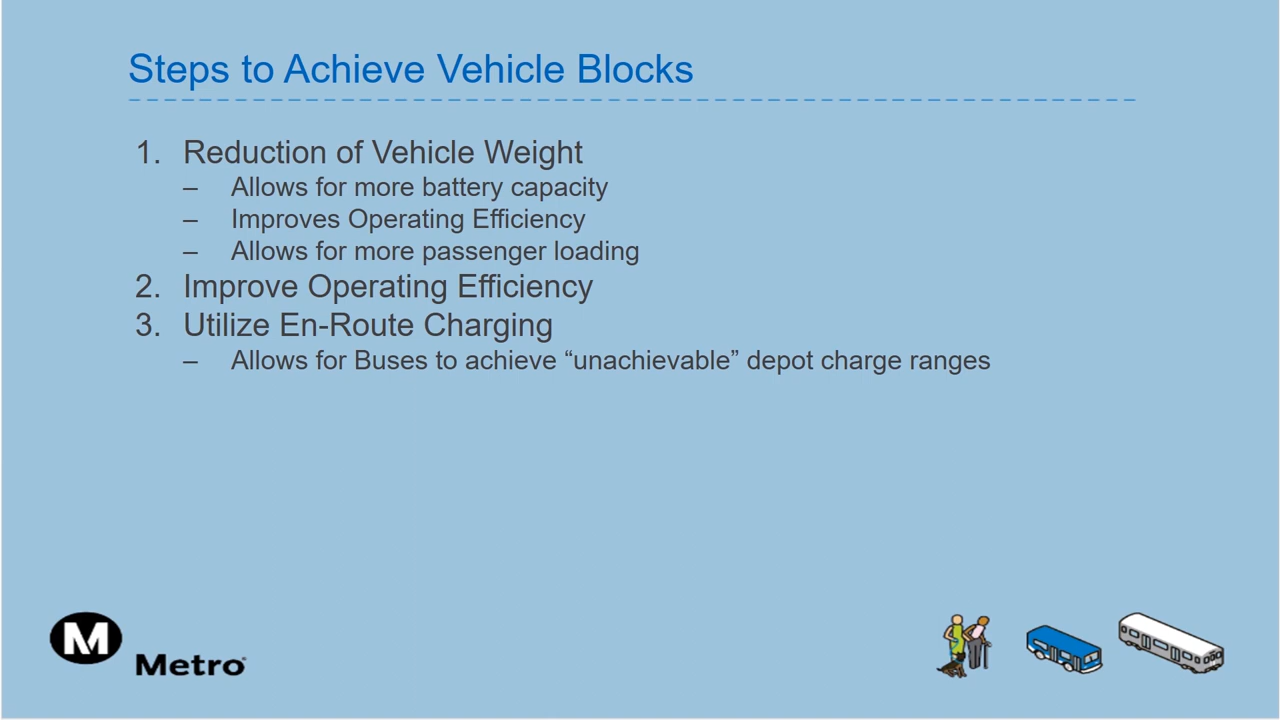 Steps to Achieve Vehicle Blocks
1. Reduction of Vehicle Weight
– Allows for more battery capacity
– Improves Operating Efficiency
– Allows for more passenger loading
2. Improve Operating Efficiency
3. Utilize En-Route Charging
– Allows for Buses to achieve “unachievable” depot charge ranges
M
Metro